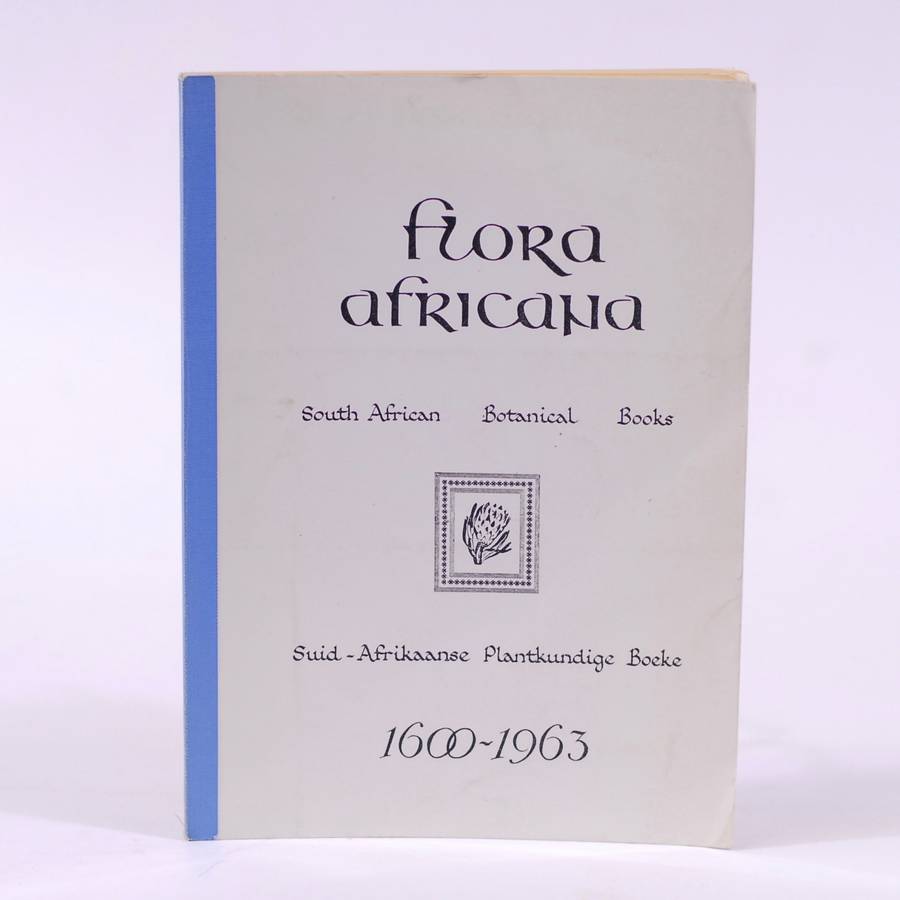 flora
africana
South African Botanical Books
Suid-Afrikaanse Plantkundige Boeke
1600-1963